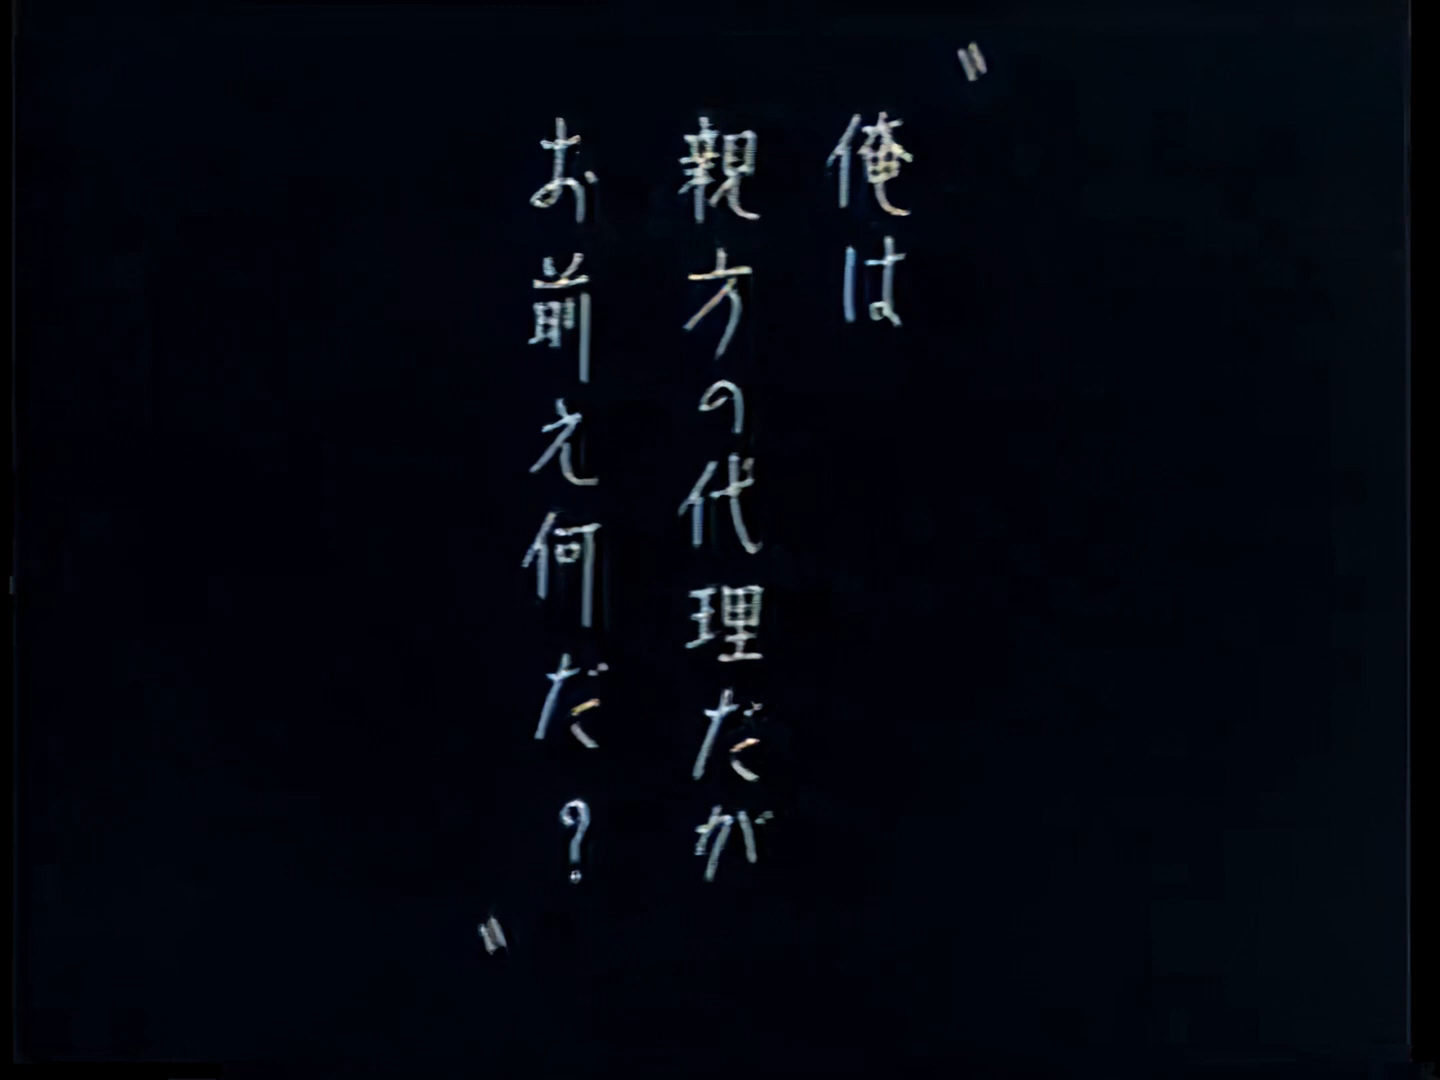 〝
俺は
親方の代理だが
お前え何だ?
〟